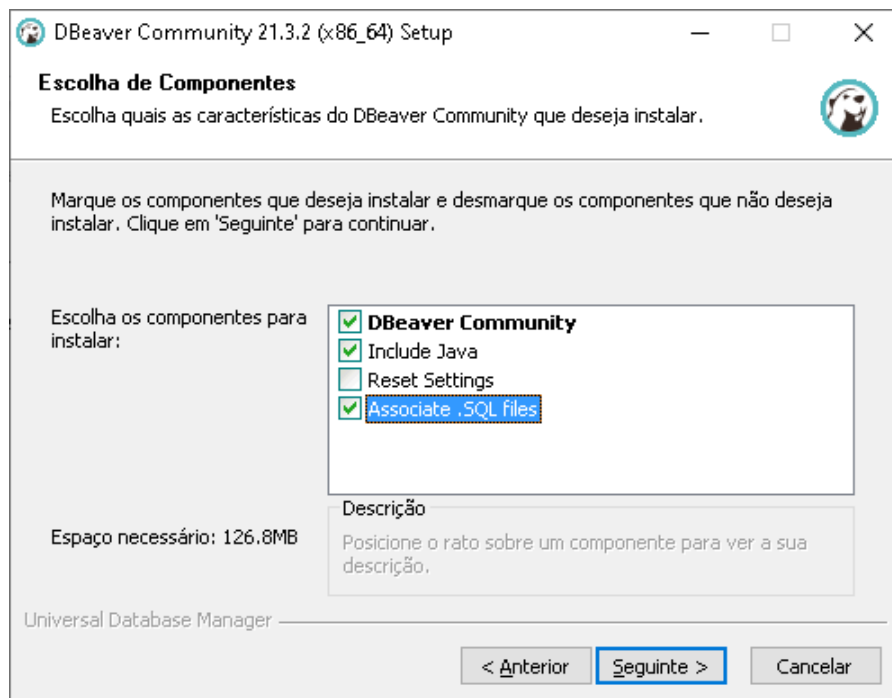 DBeaver Community 21.3.2 (x86_64) Setup
Escolha de Componentes
Escolha quais as características do DBeaver Community que deseja instalar.
Marque os componentes que deseja instalar e desmarque os componentes que não deseja
instalar. Clique em 'Seguinte' para continuar.
Escolha os componentes para
instalar:
DBeaver Community
Include Java
Reset Settings
Associate .SQL files
Espaço necessário: 126.8MB
Descrição
Posicione o rato sobre um componente para ver a sua
descrição.
Universal Database Manager
< Anterior
Seguinte >
Cancelar